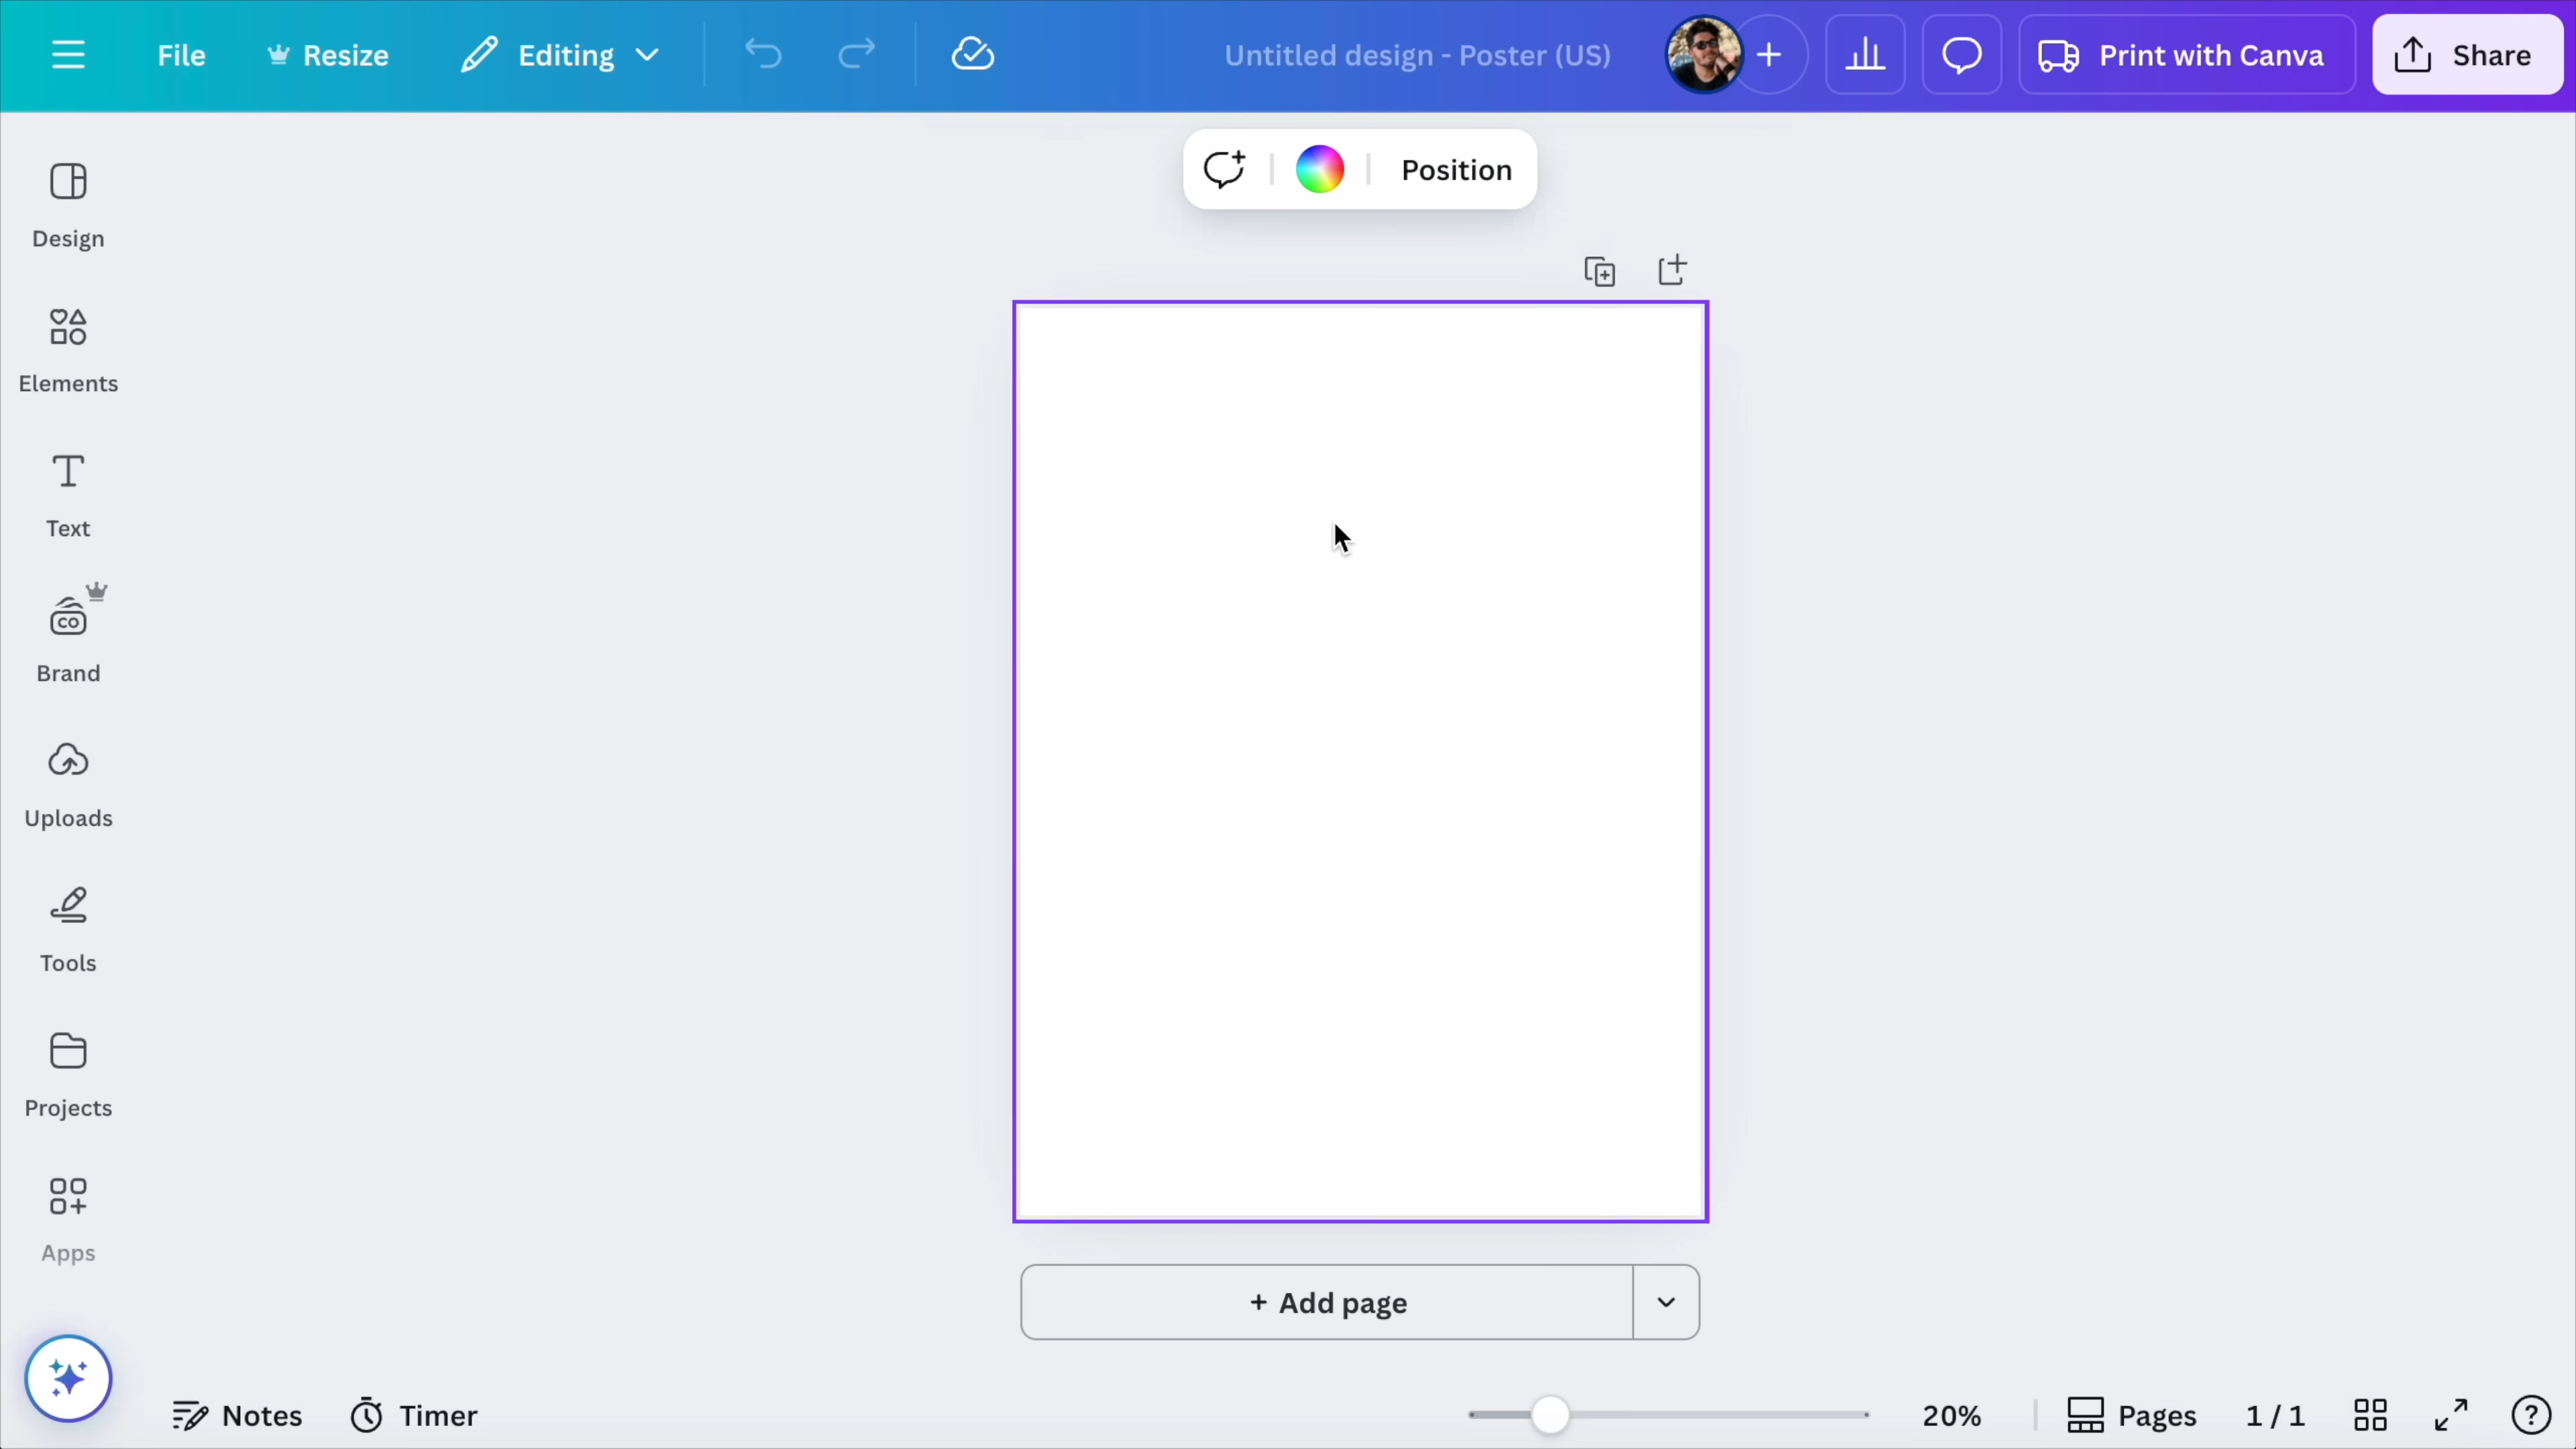 File
Resize
Editing
Untitled design - Poster (US)
Print with Canva
Share
Position
Design
Elements
Text
CO
Brand
Uploads
Tools
Projects
Apps
+ Add page
Notes
Timer
20%
Pages
1 / 1
?